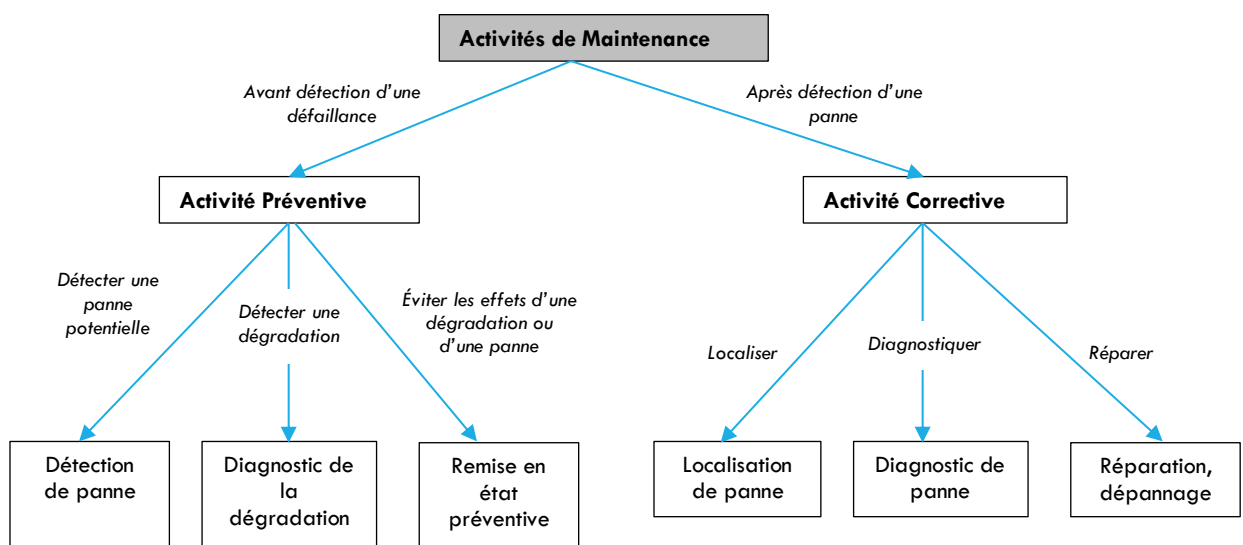 Activités de Maintenance
Avant détection d'une
défaillance
Après détection d'une
panne
Activité Préventive
Activité Corrective
Détecter une
panne
potentielle
Détecter une
dégradation
Éviter les effets d'une
dégradation ou
d'une panne
Localiser
Diagnostiquer
Réparer
Détection
de panne
Diagnostic de
la
dégradation
Remise en
état
préventive
Localisation
de panne
Diagnostic de
panne
Réparation,
dépannage